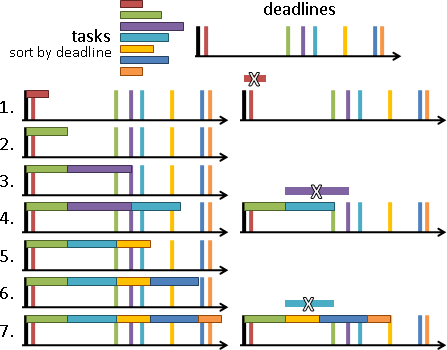 deadlines
tasks
sort by deadline
1.
X
2.
3.
X
4.
5.
6.
X
7.